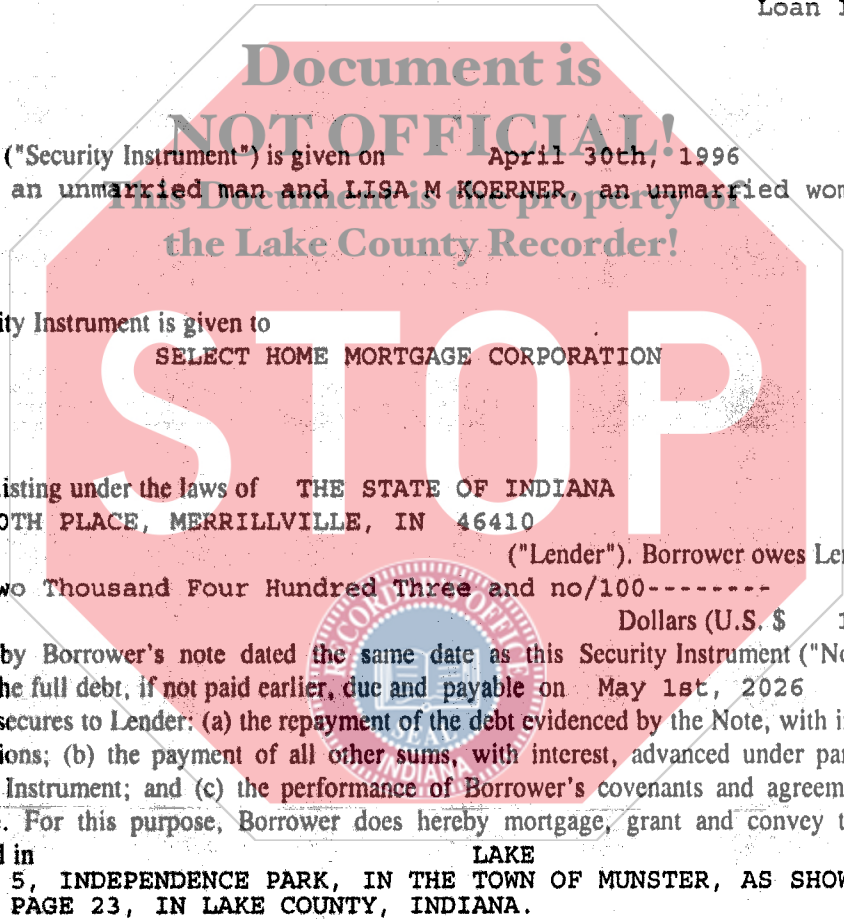 Loan
Document is
NOT OFFICIAL!
("Security Instrument") is given on April 30th, 1996
an unmarried man and LISA M KOERNER, an unmarried
This Document is the property of
the Lake County Recorder!
Instrument is given to
SELECT HOME MORTGAGE CORPORATION
STOP
isting under the laws of THE STATE OF INDIANA
0TH PLACE, MERRILLVILLE, IN 46410
("Lender"). Borrower owes
wo Thousand Four Hundred Three and no/100--------
Dollars (U.S. $
by Borrower's note dated the same date as this Security Instrument ("No
he full debt, if not paid earlier, due and payable on May 1st, 2026
secures to Lender: (a) the repayment of the debt evidenced by the Note, with
ions; (b) the payment of all other sums, with interest, advanced under
Instrument; and (c) the performance of Borrower's covenants and agreem
. For this purpose, Borrower does hereby mortgage, grant and convey
d in LAKE
5, INDEPENDENCE PARK, IN THE TOWN OF MUNSTER, AS SHOW
PAGE 23, IN LAKE COUNTY, INDIANA.
RECORDER'S OFFICE
SEAL
INDIANA